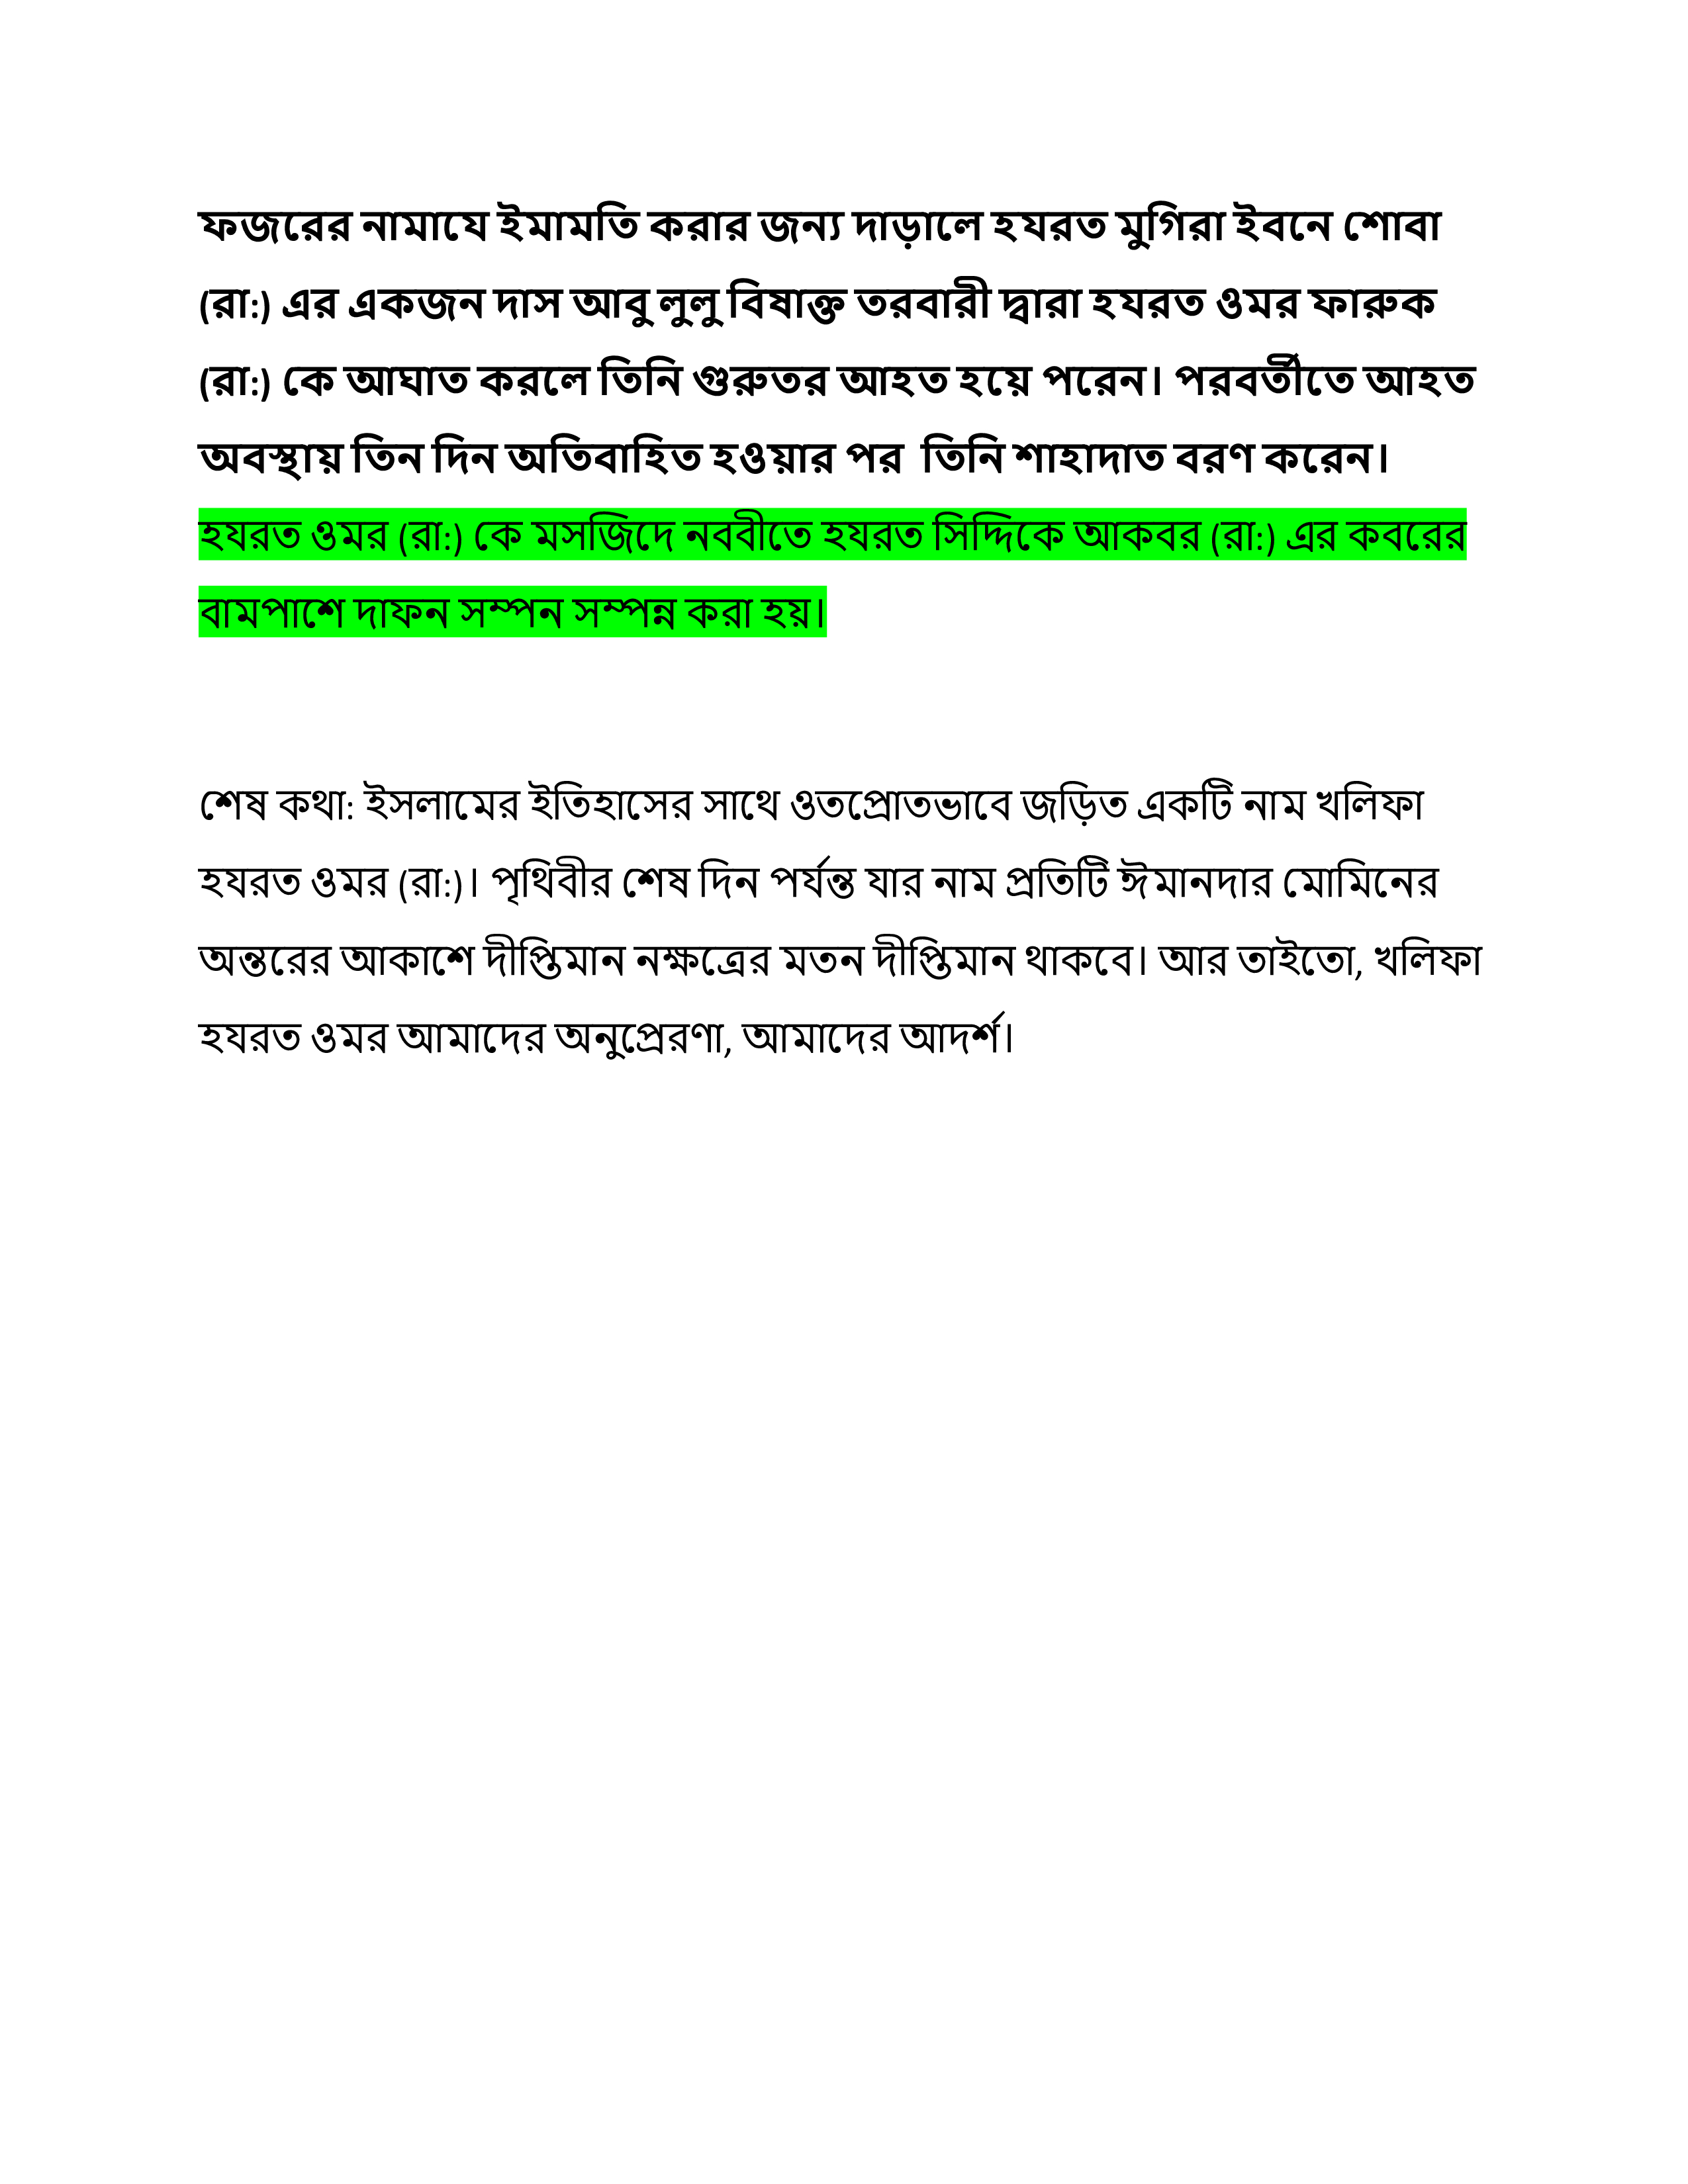 ফজরের নামাযে ইমামতি করার জন্য দাড়ালে হযরত মুগিরা ইবনে শোবা
(রা:) এর একজন দাস আবু লুলু বিষাক্ত তরবারী দ্বারা হযরত ওমর ফারুক
(রা:) কে আঘাত করলে তিনি গুরুতর আহত হয়ে পরেন। পরবর্তীতে আহত
অবস্থায় তিন দিন অতিবাহিত হওয়ার পর তিনি শাহাদাত বরণ করেন।
হযরত ওমর (রা:) কে মসজিদে নববীতে হযরত সিদ্দিকে আকবর (রা:) এর কবরের
বামপাশে দাফন সম্পন সম্পন্ন করা হয়।
শেষ কথা: ইসলামের ইতিহাসের সাথে ওতপ্রোতভাবে জড়িত একটি নাম খলিফা
হযরত ওমর (রা:)। পৃথিবীর শেষ দিন পর্যন্ত যার নাম প্রতিটি ঈমানদার মোমিনের
অন্তরের আকাশে দীপ্তিমান নক্ষত্রের মতন দীপ্তিমান থাকবে। আর তাইতো, খলিফা
হযরত ওমর আমাদের অনুপ্রেরণা, আমাদের আদর্শ।